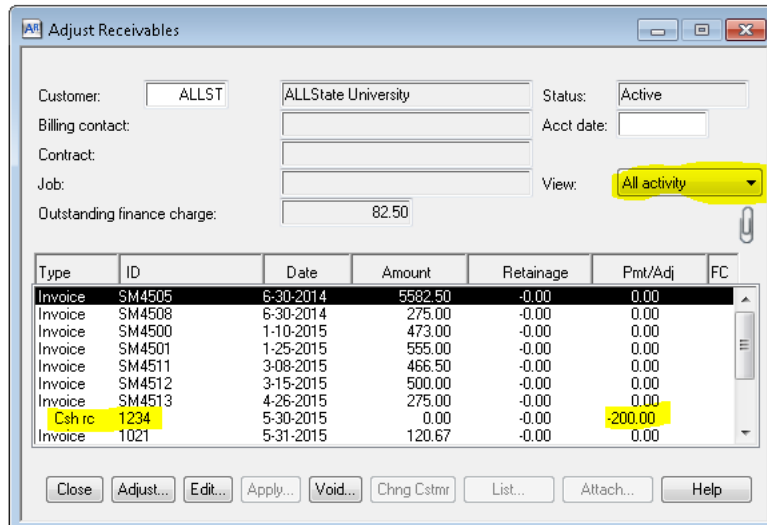 AR Adjust Receivables
Customer: ALLST ALLState University Status: Active
Billing contact: Acct date:
Contract:
Job: View: All activity
Outstanding finance charge: 82.50
Type ID Date Amount Retainage Pmt/Adj FC
Invoice SM4505 6-30-2014 5582.50 -0.00 0.00
Invoice SM4508 6-30-2014 275.00 -0.00 0.00
Invoice SM4500 1-10-2015 473.00 -0.00 0.00
Invoice SM4501 1-25-2015 555.00 -0.00 0.00
Invoice SM4511 3-08-2015 466.50 -0.00 0.00
Invoice SM4512 3-15-2015 500.00 -0.00 0.00
Invoice SM4513 4-26-2015 275.00 -0.00 0.00
Csh rc 1234 5-30-2015 0.00 -0.00 -200.00
Invoice 1021 5-31-2015 120.67 -0.00 0.00
Close Adjust... Edit... Apply... Void... Chng Cstmr List... Attach... Help